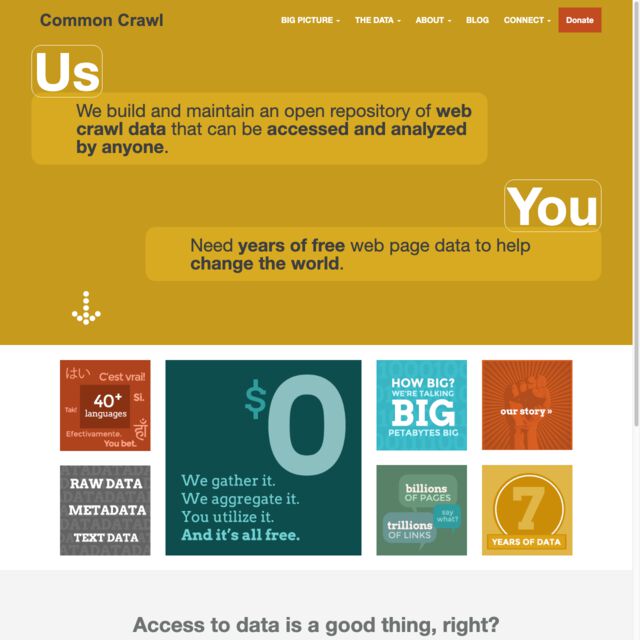 Common Crawl
BIG PICTURE
THE DATA
ABOUT
BLOG
CONNECT
Donate
Us
We build and maintain an open repository of web
crawl data that can be accessed and analyzed
by anyone.
You
Need years of free web page data to help
change the world.
はい
C'est vrai!
40+
languages
Tak!
Si.
Efectivamente.
You bet.
हाँ
$0
We gather it.
We aggregate it.
You utilize it.
And it's all free.
HOW BIG?
WE'RE TALKING
BIG
PETABYTES BIG
our story »
RAW DATA
METADATA
TEXT DATA
billions
OF PAGES
say
what?
trillions
OF LINKS
7
YEARS OF DATA
Access to data is a good thing, right?